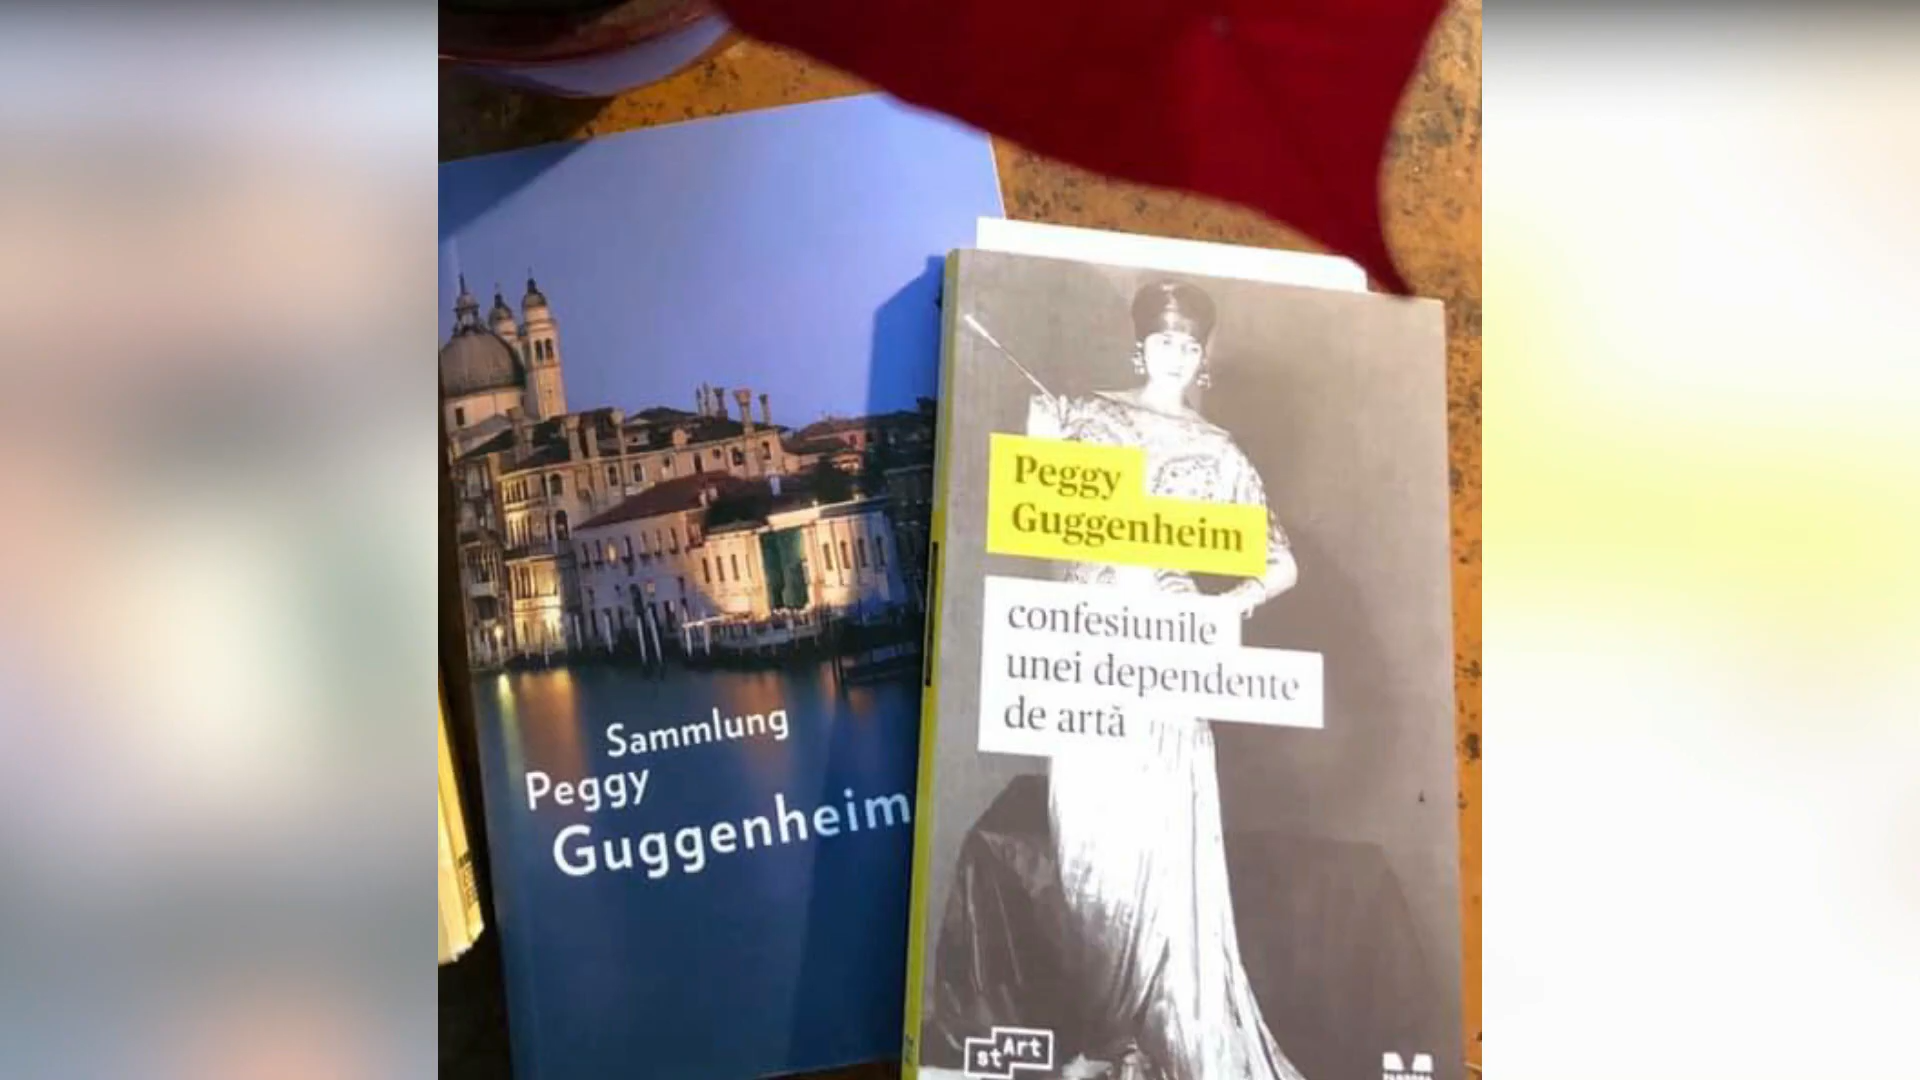 Sammlung
Peggy
Guggenheim
Peggy
Guggenheim
confesiunile
unei dependente
de artă
stArt